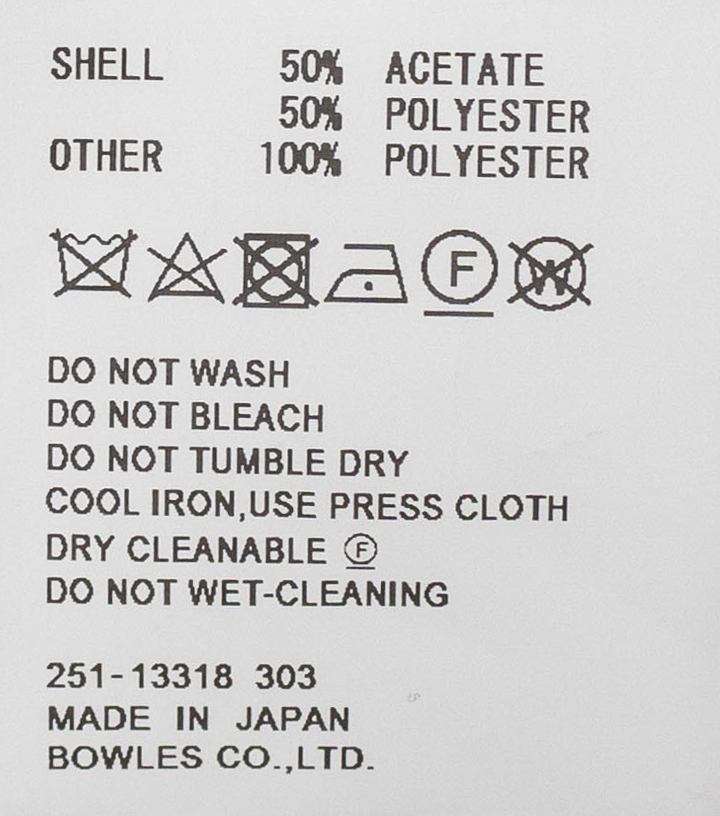 SHELL 50% ACETATE
50% POLYESTER
OTHER 100% POLYESTER
F W
DO NOT WASH
DO NOT BLEACH
DO NOT TUMBLE DRY
COOL IRON,USE PRESS CLOTH
DRY CLEANABLE Ⓕ
DO NOT WET-CLEANING
251-13318 303
MADE IN JAPAN
BOWLES CO.,LTD.